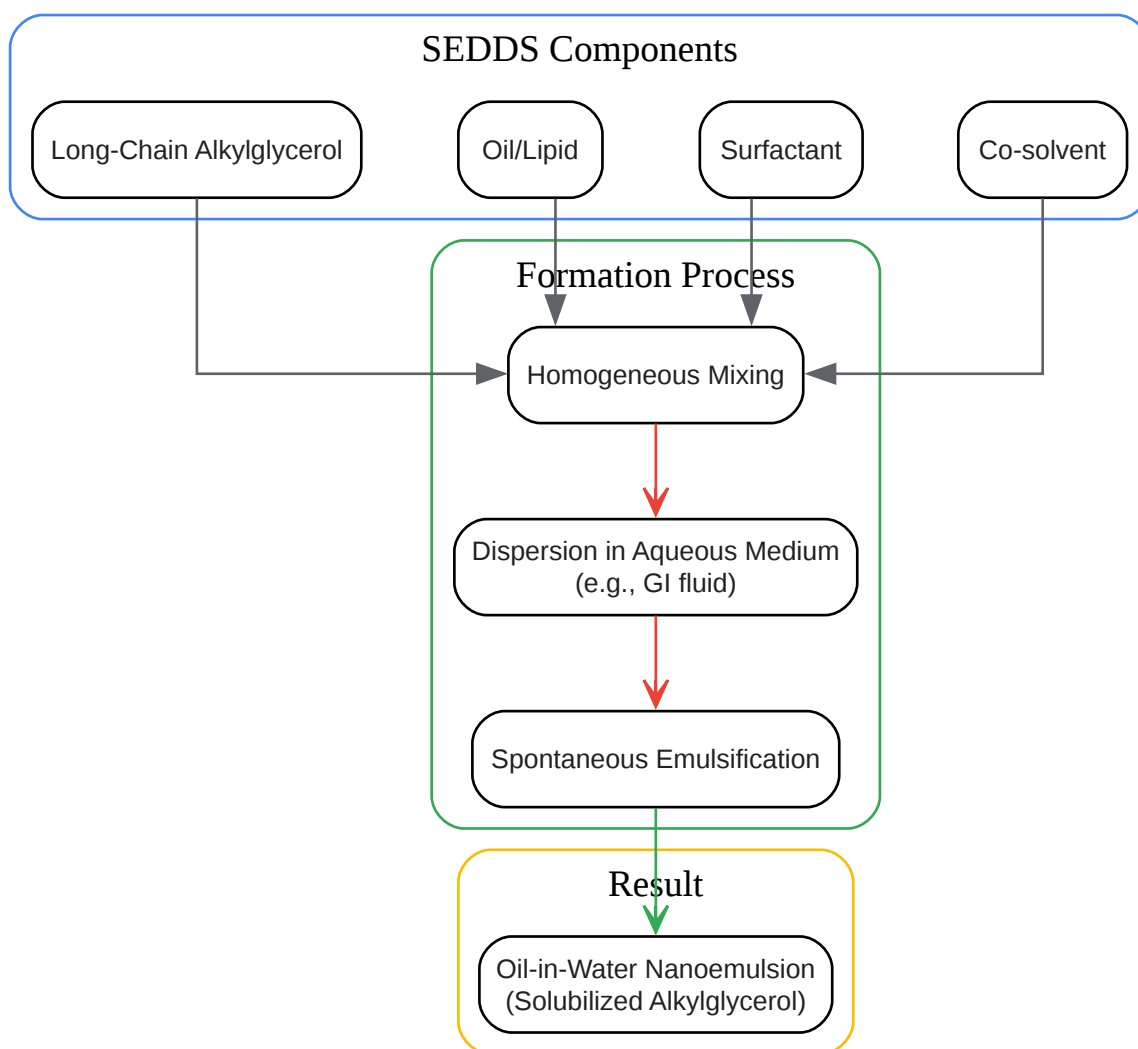 SEDDS Components
Long-Chain Alkylglycerol
Oil/Lipid
Surfactant
Co-solvent
Formation Process
Homogeneous Mixing
Dispersion in Aqueous Medium
(e.g., GI fluid)
Spontaneous Emulsification
Result
Oil-in-Water Nanoemulsion
(Solubilized Alkylglycerol)